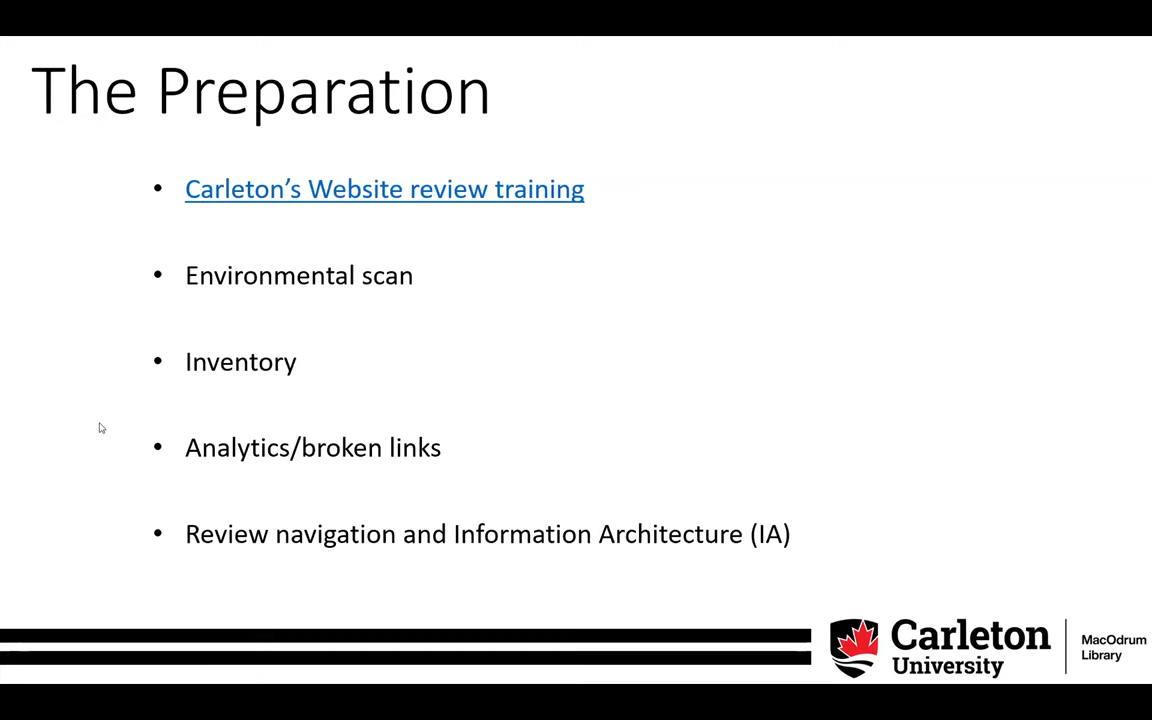 The Preparation
• Carleton’s Website review training
• Environmental scan
• Inventory
• Analytics/broken links
• Review navigation and Information Architecture (IA)
Carleton
University
MacOdrum
Library